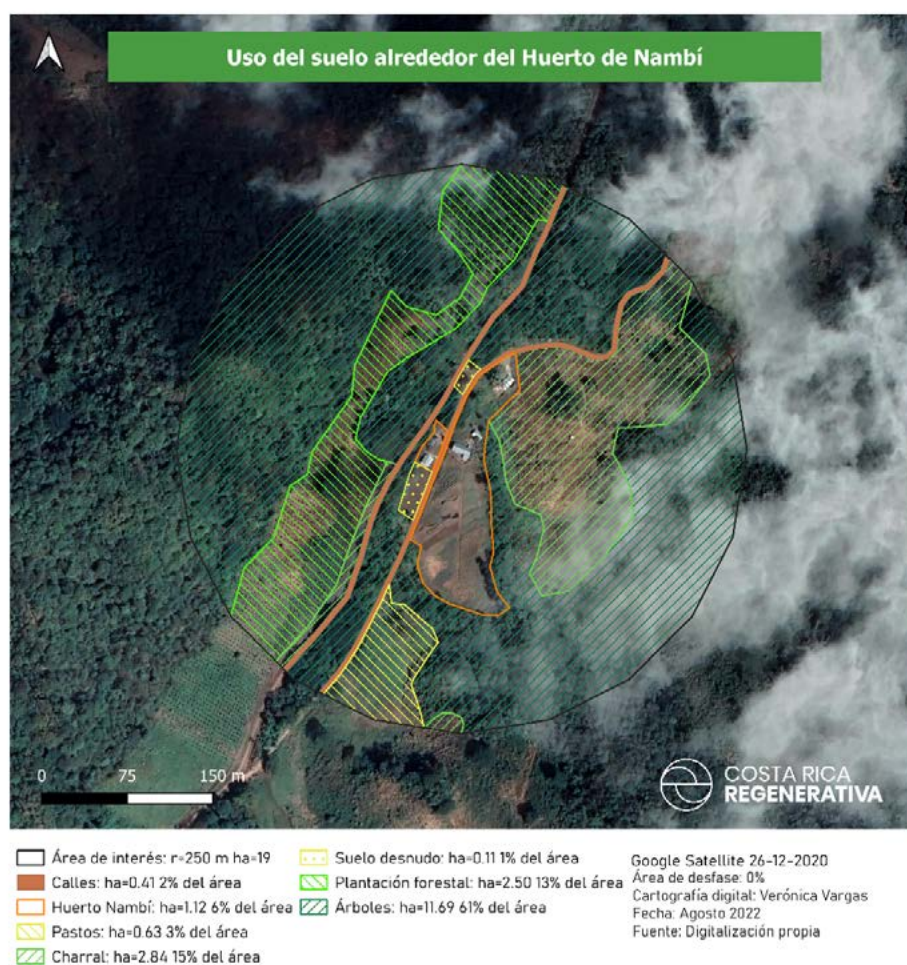 Uso del suelo alrededor del Huerto de Nambí
0 75 150 m
COSTA RICA
REGENERATIVA
Área de interés: r=250 m ha=19
Calles: ha=0.41 2% del área
Huerto Nambí: ha=1.12 6% del área
Pastos: ha=0.63 3% del área
Charral: ha=2.84 15% del área
Suelo desnudo: ha=0.11 1% del área
Plantación forestal: ha=2.50 13% del área
Árboles: ha=11.69 61% del área
Google Satellite 26-12-2020
Área de desfase: 0%
Cartografía digital: Verónica Vargas
Fecha: Agosto 2022
Fuente: Digitalización propia